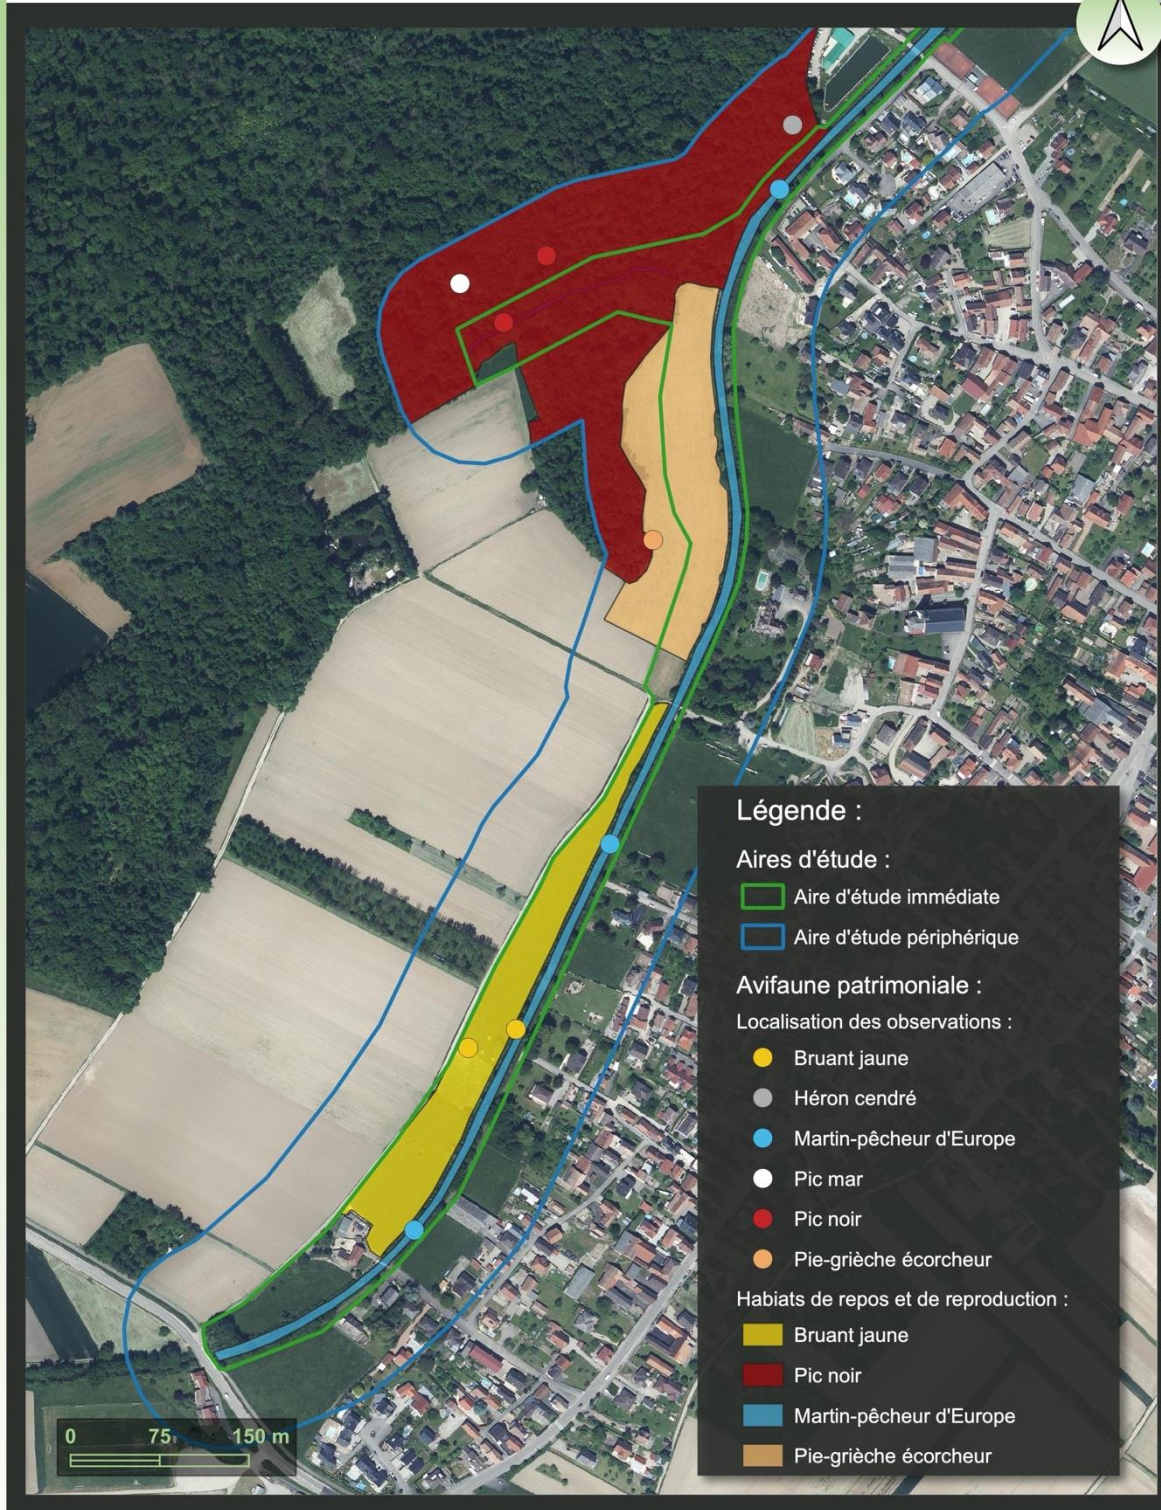 Légende :
Aires d'étude :
Aire d'étude immédiate
Aire d'étude périphérique
Avifaune patrimoniale :
Localisation des observations :
Bruant jaune
Héron cendré
Martin-pêcheur d'Europe
Pic mar
Pic noir
Pie-grièche écorcheur
Habiats de repos et de reproduction :
Bruant jaune
Pic noir
Martin-pêcheur d'Europe
Pie-grièche écorcheur
0 75 150 m